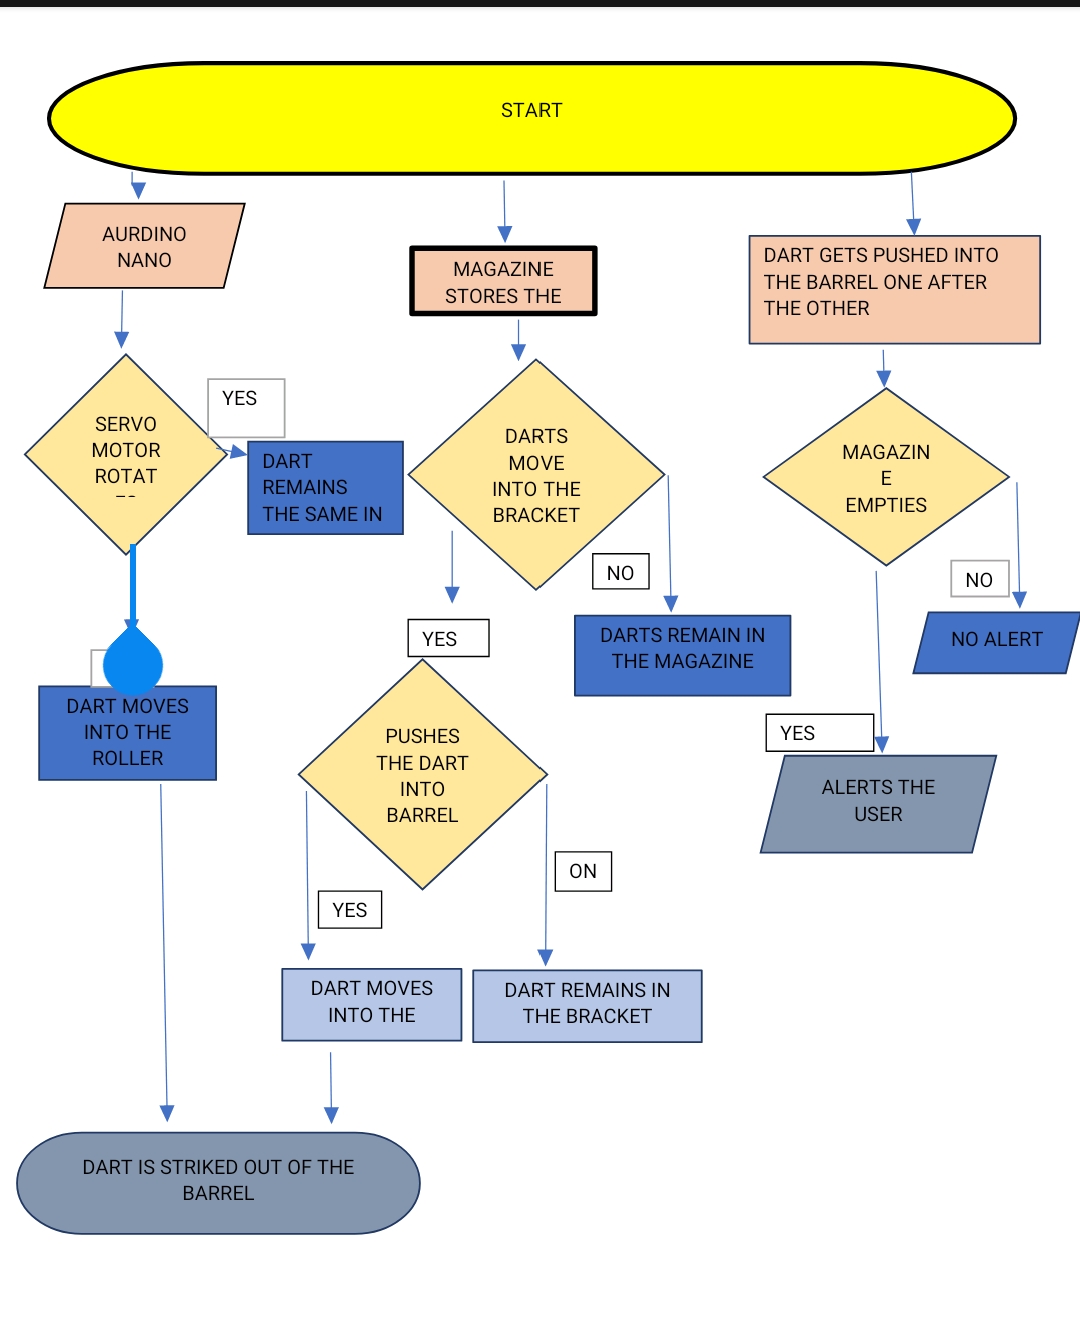 START
AURDINO
NANO
MAGAZINE
STORES THE
DART GETS PUSHED INTO
THE BARREL ONE AFTER
THE OTHER
SERVO
MOTOR
ROTAT
YES
DART
REMAINS
THE SAME IN
DARTS
MOVE
INTO THE
BRACKET
MAGAZIN
E
EMPTIES
NO
NO
YES
DARTS REMAIN IN
THE MAGAZINE
NO ALERT
DART MOVES
INTO THE
ROLLER
PUSHES
THE DART
INTO
BARREL
YES
ALERTS THE
USER
ON
YES
DART MOVES
INTO THE
DART REMAINS IN
THE BRACKET
DART IS STRIKED OUT OF THE
BARREL